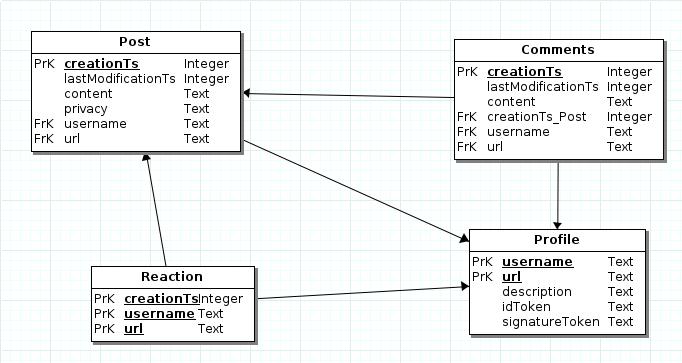 Post
PrK creationTs Integer
lastModificationTs Integer
content Text
privacy Text
FrK username Text
FrK url Text
Comments
PrK creationTs Integer
lastModificationTs Integer
content Text
FrK creationTs_Post Integer
FrK username Text
FrK url Text
Reaction
PrK creationTs Integer
PrK username Text
PrK url Text
Profile
PrK username Text
PrK url Text
description Text
idToken Text
signatureToken Text